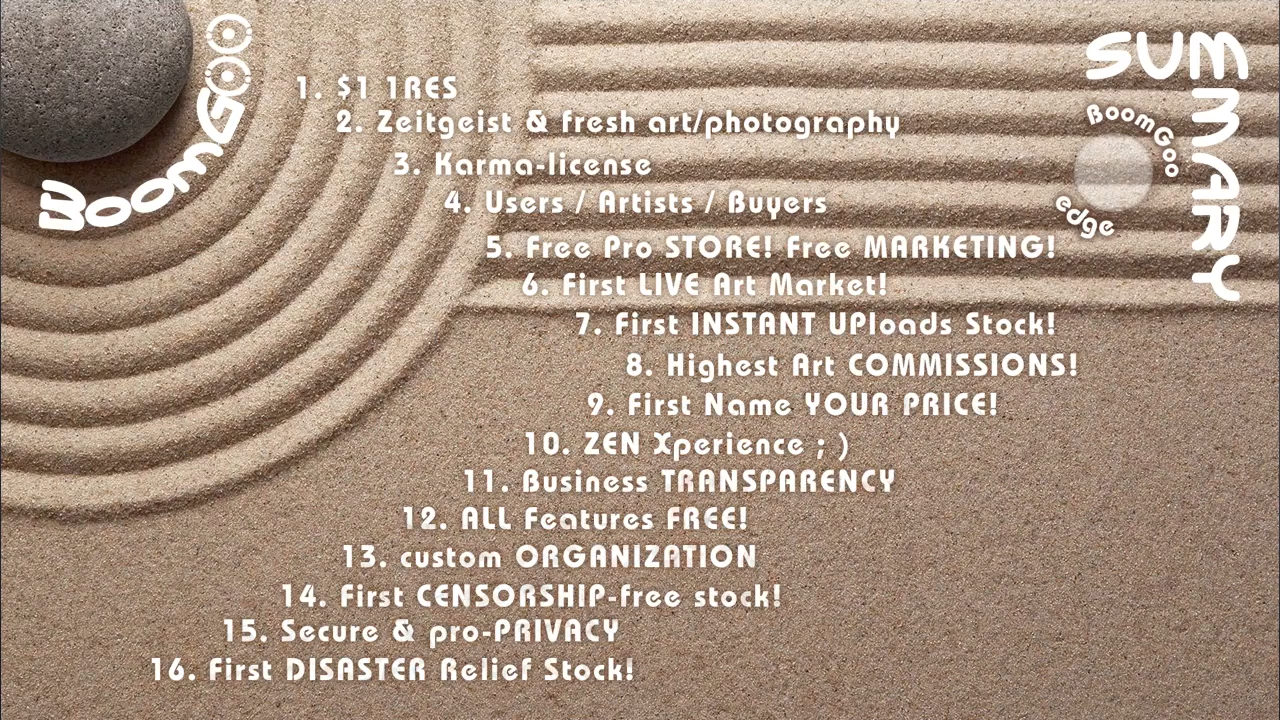 BoomGoo
SUMMARY
BoomGoo
edge
1. $1 1RES
2. Zeitgeist & fresh art/photography
3. Karma-license
4. Users / Artists / Buyers
5. Free Pro STORE! Free MARKETING!
6. First LIVE Art Market!
7. First INSTANT UPloads Stock!
8. Highest Art COMMISSIONS!
9. First Name YOUR PRICE!
10. ZEN Xperience ; )
11. Business TRANSPARENCY
12. ALL Features FREE!
13. custom ORGANIZATION
14. First CENSORSHIP-free stock!
15. Secure & pro-PRIVACY
16. First DISASTER Relief Stock!